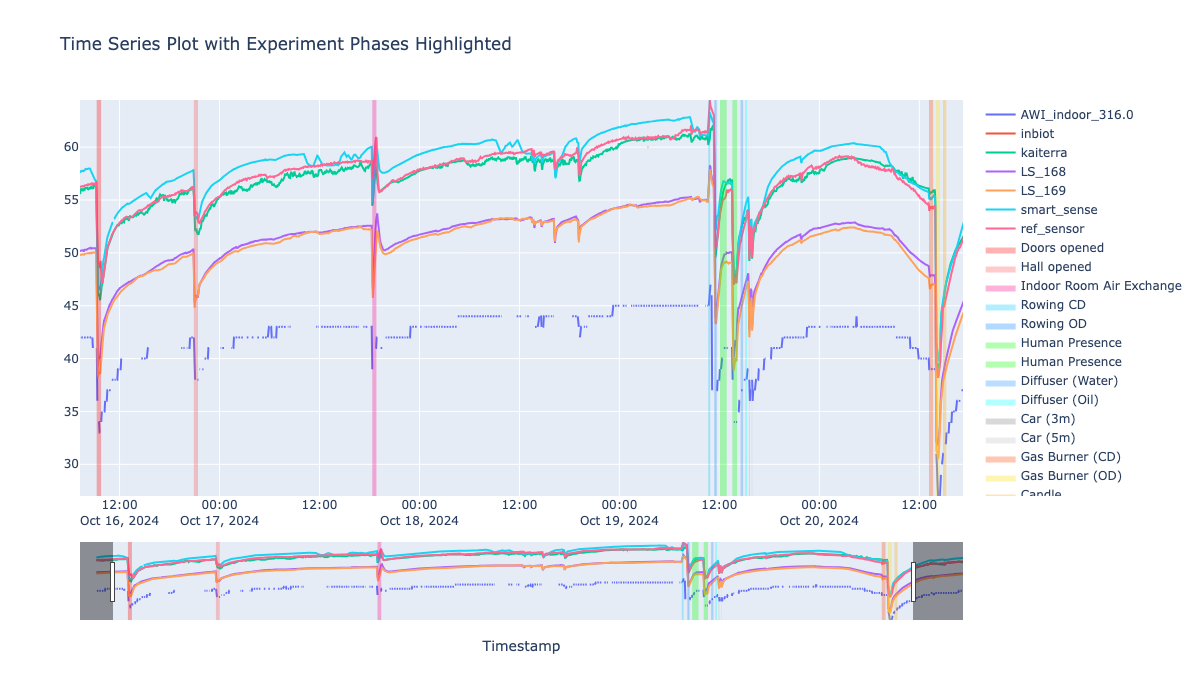 Time Series Plot with Experiment Phases Highlighted
60
55
50
45
40
35
30
12:00
Oct 16, 2024
00:00
Oct 17, 2024
12:00
00:00
Oct 18, 2024
12:00
00:00
Oct 19, 2024
12:00
00:00
Oct 20, 2024
12:00
Timestamp
AWI_indoor_316.0
inbiot
kaiterra
LS_168
LS_169
smart_sense
ref_sensor
Doors opened
Hall opened
Indoor Room Air Exchange
Rowing CD
Rowing OD
Human Presence
Human Presence
Diffuser (Water)
Diffuser (Oil)
Car (3m)
Car (5m)
Gas Burner (CD)
Gas Burner (OD)
Candle